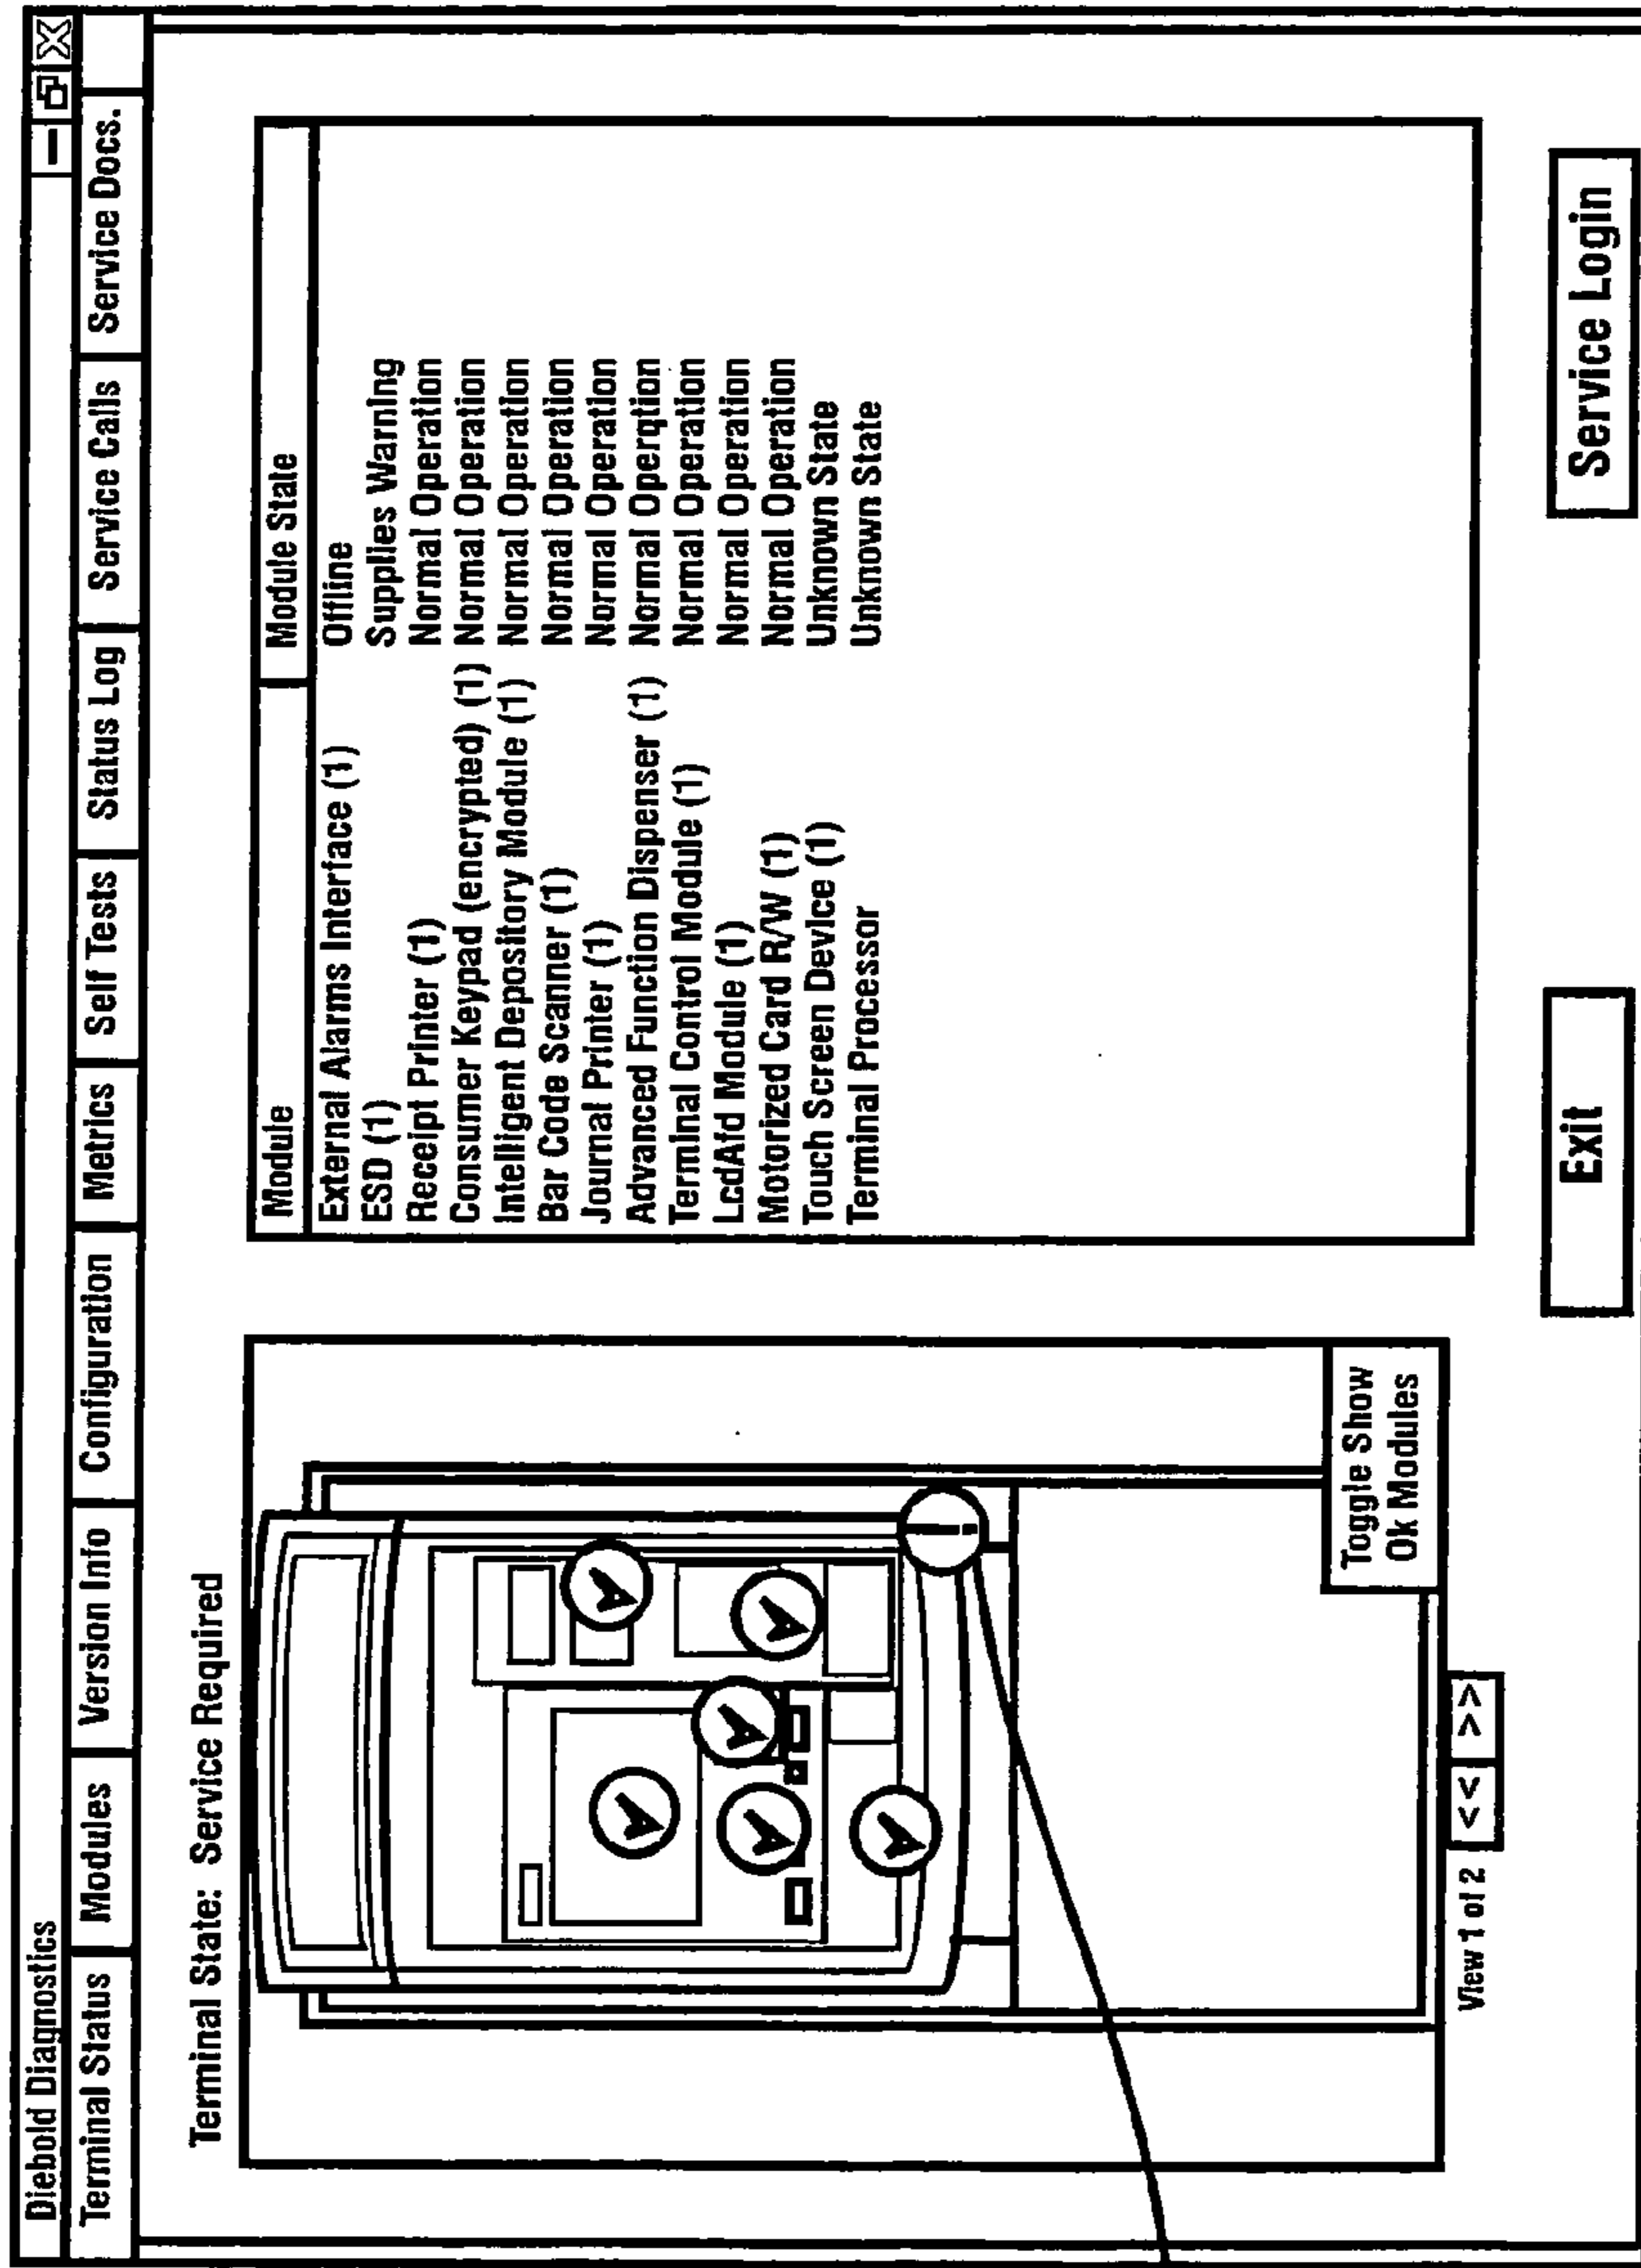 Diebold Diagnostics
Terminal Status Modules Version Info Configuration Metrics Self Tests Status Log Service Calls Service Docs.
Terminal State: Service Required
Toggle Show
Ok Modules
View 1 of 2 << >>
Module Module State
External Alarms Interface (1) Offline
ESD (1) Supplies Warning
Receipt Printer (1) Normal Operation
Consumer Keypad (encrypted) (1) Normal Operation
Intelligent Depository Module (1) Normal Operation
Bar Code Scanner (1) Normal Operation
Journal Printer (1) Normal Operation
Advanced Function Dispenser (1) Normal Operqtion
Terminal Control Module (1) Normal Operation
LcdAfd Module (1) Normal Operation
Motorized Card R/W (1) Normal Operation
Touch Screen Device (1) Unknown State
Terminal Processor Unknown State
Exit Service Login